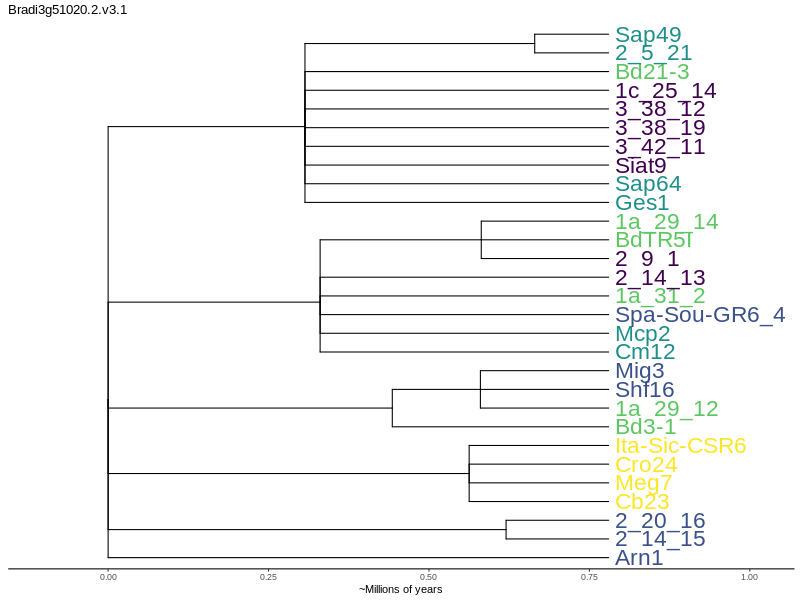 Bradi3g51020.2.v3.1
Sap49
2_5_21
Bd21-3
1c_25_14
3_38_12
3_38_19
3_42_11
Siat9
Sap64
Ges1
1a_29_14
BdTR5I
2_9_1
2_14_13
1a_31_2
Spa-Sou-GR6_4
Mcp2
Cm12
Mig3
Shf16
1a_29_12
Bd3-1
Ita-Sic-CSR6
Cro24
Meg7
Cb23
2_20_16
2_14_15
Arn1
0.00 0.25 0.50 0.75 1.00
~Millions of years